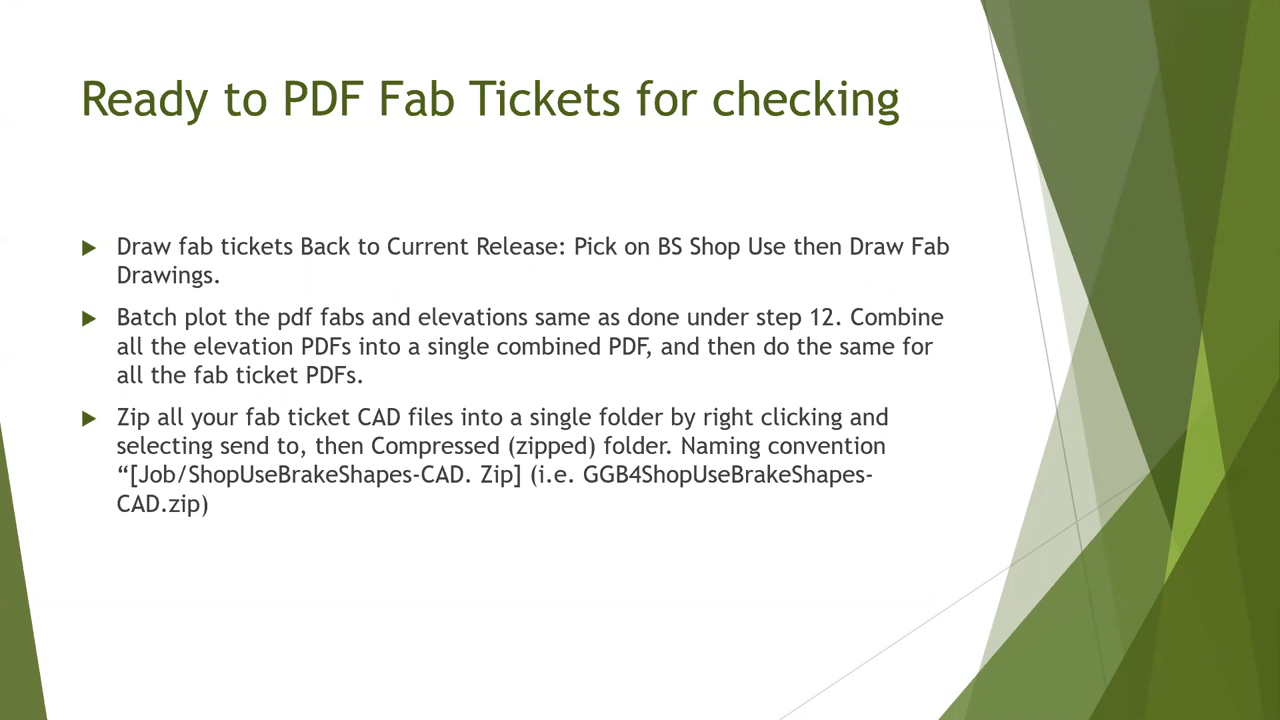 Ready to PDF Fab Tickets for checking
Draw fab tickets Back to Current Release: Pick on BS Shop Use then Draw Fab
Drawings.
Batch plot the pdf fabs and elevations same as done under step 12. Combine
all the elevation PDFs into a single combined PDF, and then do the same for
all the fab ticket PDFs.
Zip all your fab ticket CAD files into a single folder by right clicking and
selecting send to, then Compressed (zipped) folder. Naming convention
“[Job/ShopUseBrakeShapes-CAD. Zip] (i.e. GGB4ShopUseBrakeShapes-
CAD.zip)